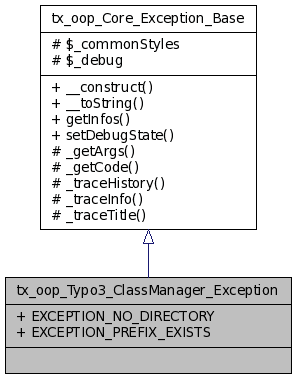 tx_oop_Core_Exception_Base
# $_commonStyles
# $_debug
+ __construct()
+ __toString()
+ getInfos()
+ setDebugState()
# _getArgs()
# _getCode()
# _traceHistory()
# _traceInfo()
# _traceTitle()
tx_oop_Typo3_ClassManager_Exception
+ EXCEPTION_NO_DIRECTORY
+ EXCEPTION_PREFIX_EXISTS